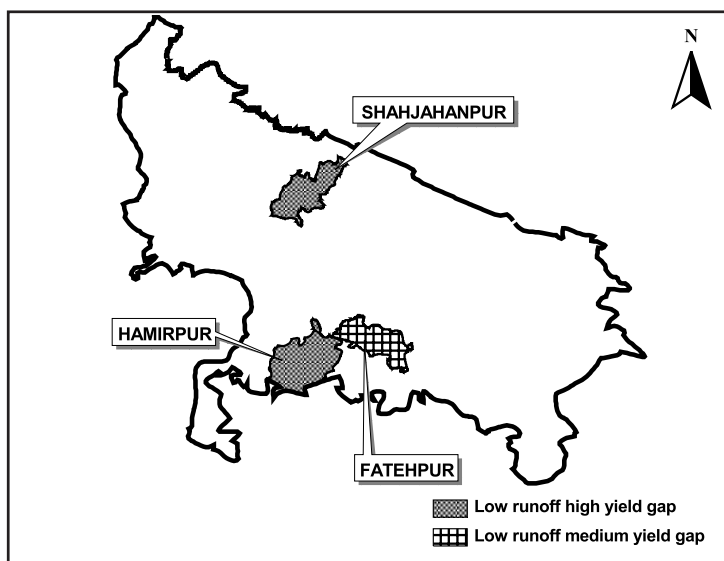 N
SHAHJAHANPUR
HAMIRPUR
FATEHPUR
Low runoff high yield gap
Low runoff medium yield gap